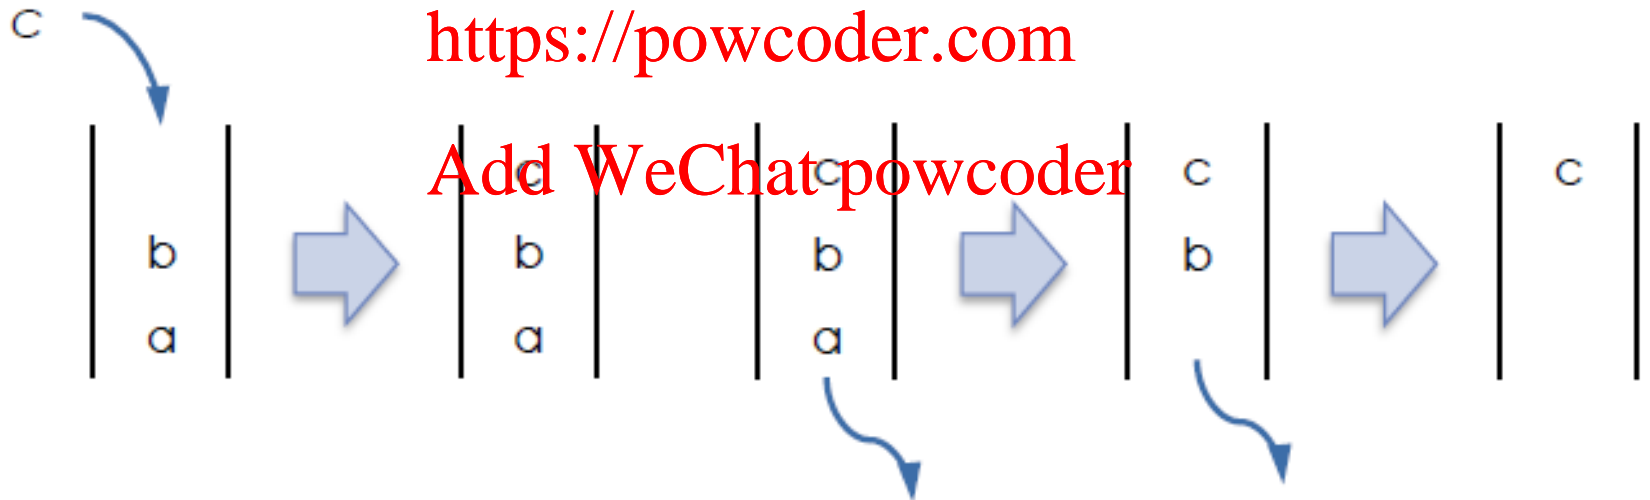 C
https://powcoder.com
Add WeChat powcoder
c c c c
b b b b
a a a